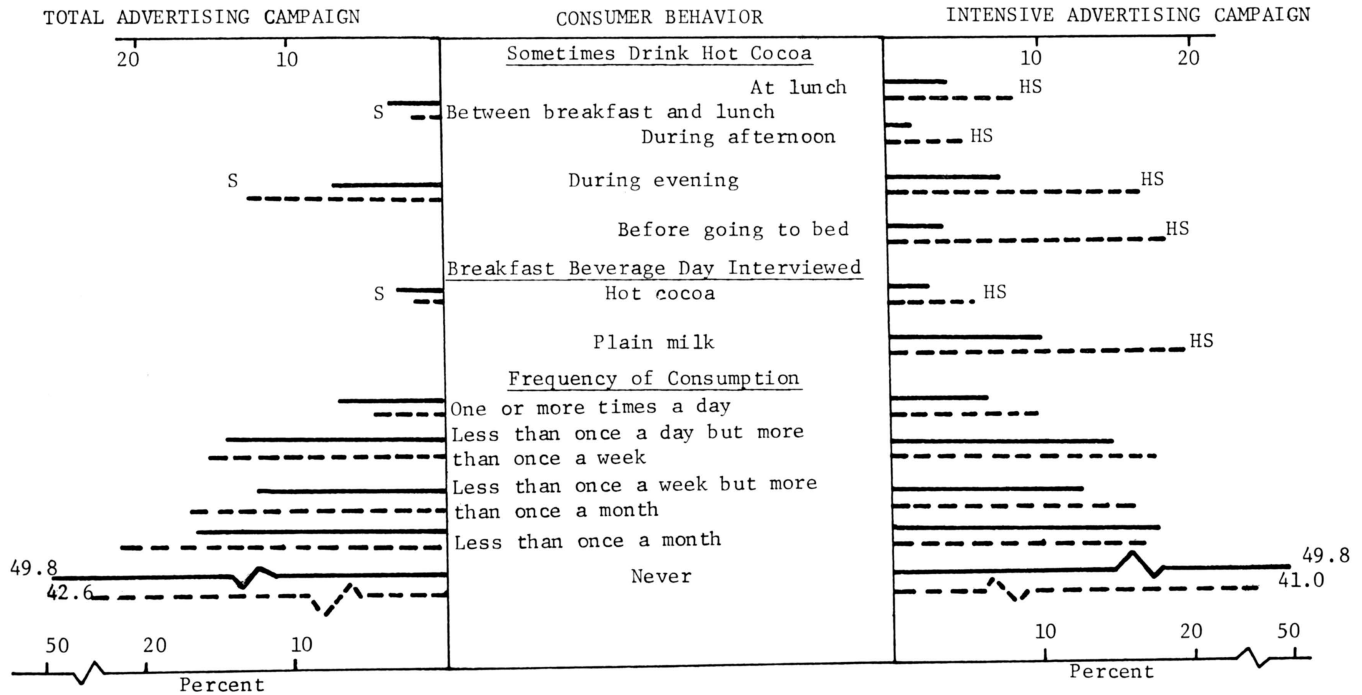 TOTAL ADVERTISING CAMPAIGN CONSUMER BEHAVIOR INTENSIVE ADVERTISING CAMPAIGN
20 10 Sometimes Drink Hot Cocoa 10 20
At lunch HS
S Between breakfast and lunch
During afternoon HS
S During evening HS
Before going to bed HS
Breakfast Beverage Day Interviewed
S Hot cocoa HS
Plain milk HS
Frequency of Consumption
One or more times a day
Less than once a day but more
than once a week
Less than once a week but more
than once a month
Less than once a month
49.8 Never 49.8
42.6 41.0
50 20 10 10 20 50
Percent Percent